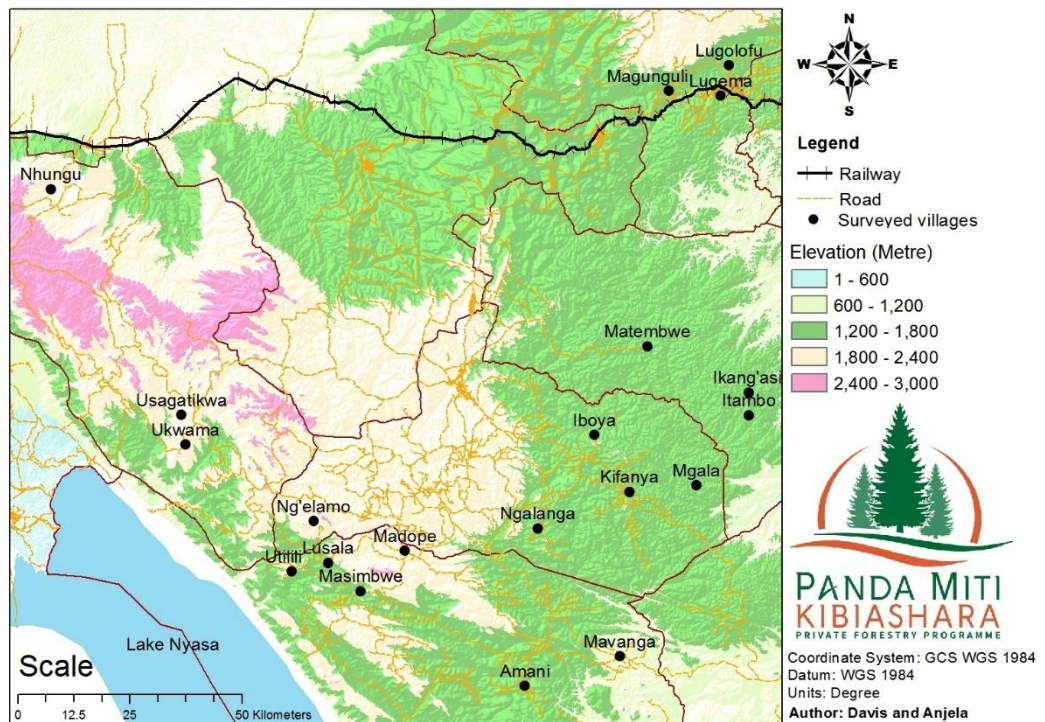 Lugolofu
Magunguli
Lugema
Nhungu
Matembwe
Ikang'asi
Itambo
Usagatikwa
Ukwama
Iboya
Kifanya
Mgala
Ng'elamo
Ngalanga
Madope
Lusala
Utilili
Masimbwe
Lake Nyasa
Mavanga
Amani
Scale
0 12.5 25 50 Kilometers
N
W E
S
Legend
Railway
Road
Surveyed villages
Elevation (Metre)
1 - 600
600 - 1,200
1,200 - 1,800
1,800 - 2,400
2,400 - 3,000
PANDA MITI
KIBIASHARA
PRIVATE FORESTRY PROGRAMME
Coordinate System: GCS WGS 1984
Datum: WGS 1984
Units: Degree
Author: Davis and Anjela